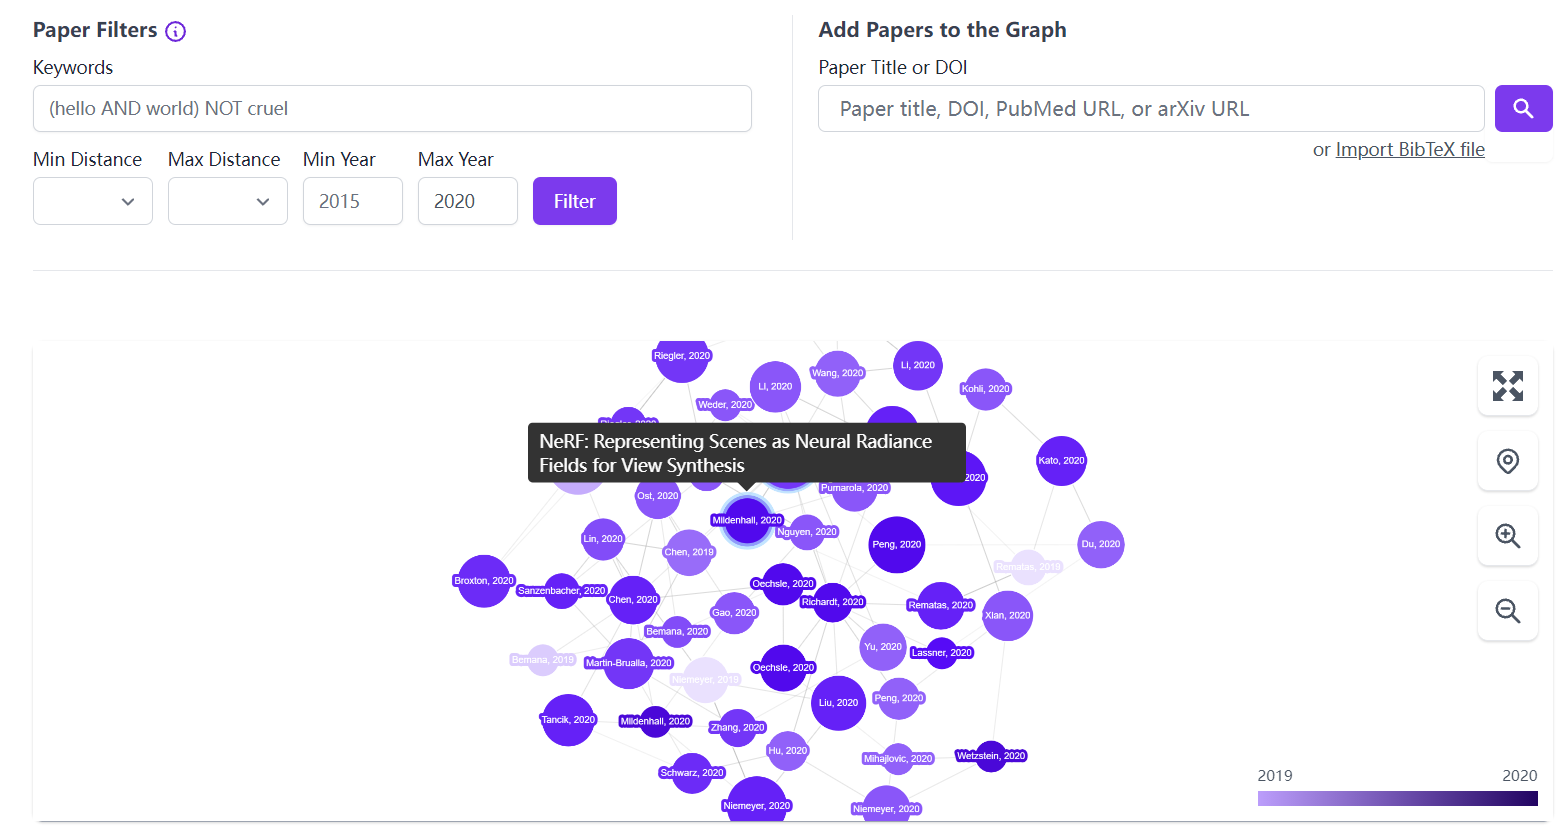 Paper Filters
Keywords
(hello AND world) NOT cruel
Min Distance
Max Distance
Min Year
Max Year
2015
2020
Filter
Add Papers to the Graph
Paper Title or DOI
Paper title, DOI, PubMed URL, or arXiv URL
or Import BibTeX file
Riegler, 2020
LI, 2020
Wang, 2020
Li, 2020
Kohli, 2020
Weder, 2020
NeRF: Representing Scenes as Neural Radiance
Fields for View Synthesis
Kato, 2020
2020
Pumarola, 2020
Ost, 2020
Mildenhall, 2020
Nguyen, 2020
Lin, 2020
Chen, 2019
Peng, 2020
Du, 2020
Rematas, 2019
Broxton, 2020
Sanzenbacher, 2020
Chen, 2020
Oechsle, 2020
Richardt, 2020
Rematas, 2020
Gao, 2020
Xian, 2020
Bemana, 2020
Yu, 2020
Lassner, 2020
Bemana, 2019
Martin-Brualla, 2020
Oechsle, 2020
Niemeyer, 2019
Liu, 2020
Peng, 2020
Tancik, 2020
Mildenhall, 2020
Zhang, 2020
Hu, 2020
Mihajlovic, 2020
Wetzstein, 2020
Schwarz, 2020
Niemeyer, 2020
Niemeyer, 2020
2019
2020